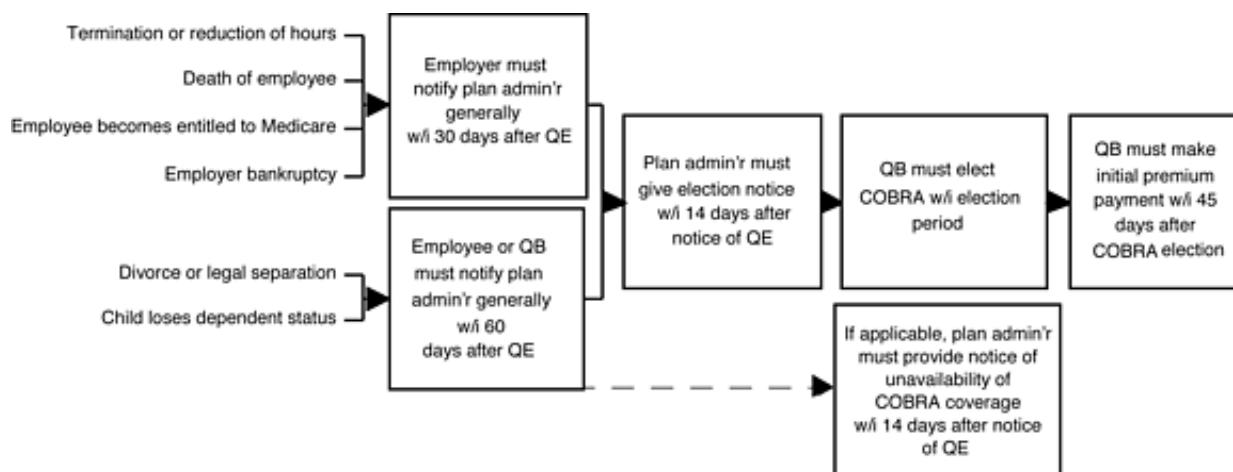 Termination or reduction of hours
Death of employee
Employee becomes entitled to Medicare
Employer bankruptcy
Employer must
notify plan admin'r
generally
w/i 30 days after QE
Divorce or legal separation
Child loses dependent status
Employee or QB
must notify plan
admin'r generally
w/i 60
days after QE
Plan admin'r must
give election notice
w/i 14 days after
notice of QE
QB must elect
COBRA w/i election
period
QB must make
initial premium
payment w/i 45
days after
COBRA election
If applicable, plan admin'r
must provide notice of
unavailability of
COBRA coverage
w/i 14 days after notice
of QE